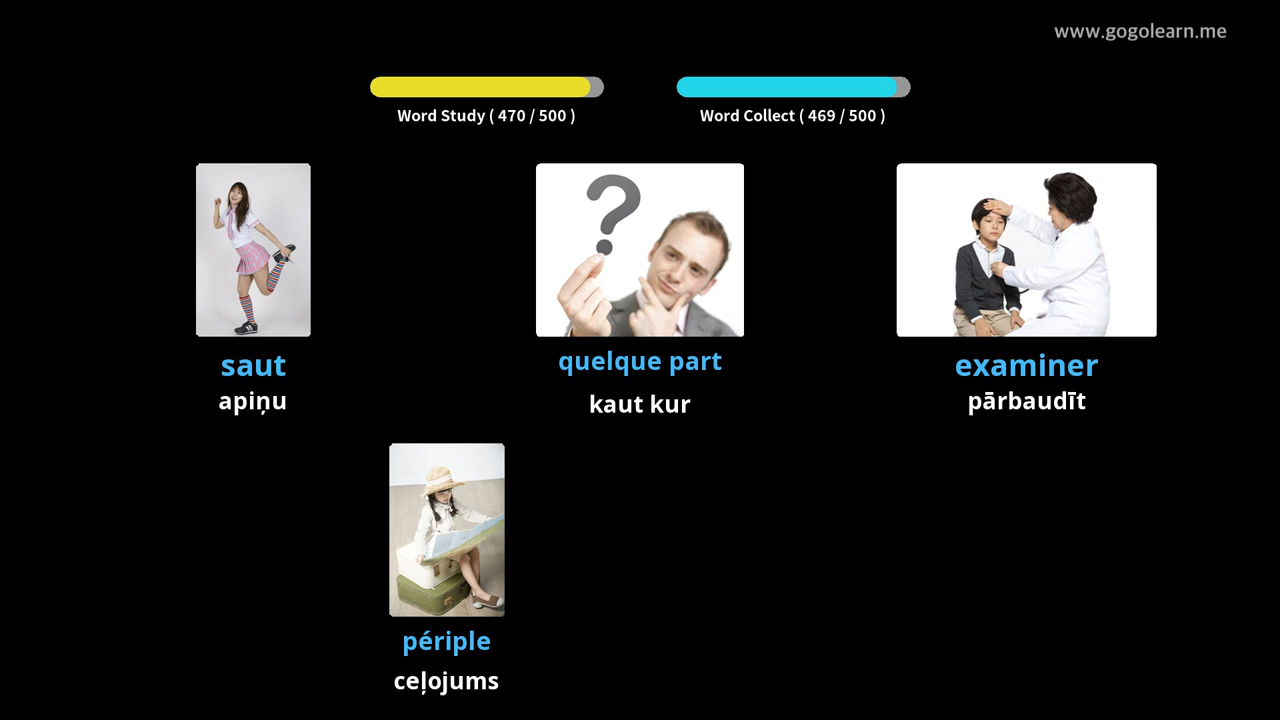 www.gogolearn.me
Word Study ( 470 / 500 )
Word Collect ( 469 / 500 )
saut
apiņu
quelque part
kaut kur
examiner
pārbaudīt
périple
ceļojums